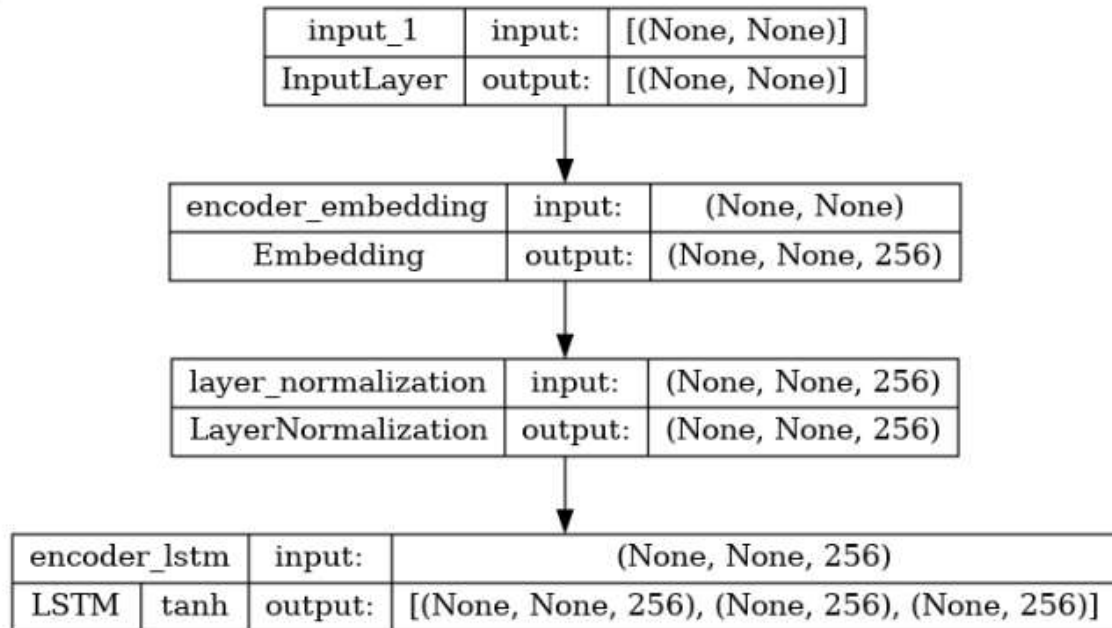 input_1 input: [(None, None)]
InputLayer output: [(None, None)]
encoder_embedding input: (None, None)
Embedding output: (None, None, 256)
layer_normalization input: (None, None, 256)
LayerNormalization output: (None, None, 256)
encoder_lstm input: (None, None, 256)
LSTM tanh output: [(None, None, 256), (None, 256), (None, 256)]